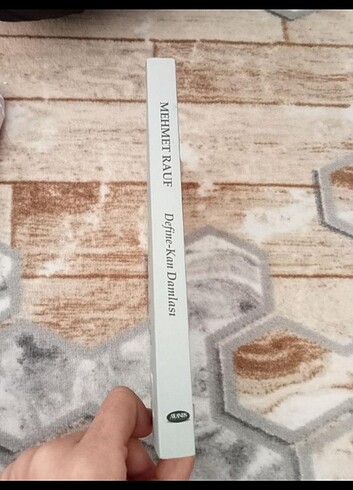 MEHMET RAUF
Define-Kan Damlası